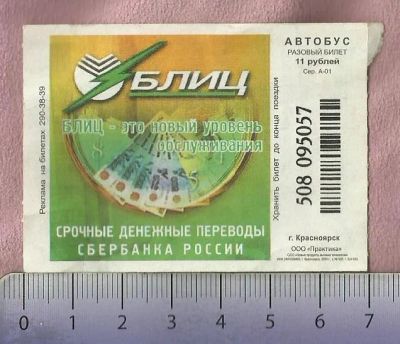 Реклама на билетах 290-38-39
БЛИЦ
БЛИЦ - это новый уровень
обслуживания
СРОЧНЫЕ ДЕНЕЖНЫЕ ПЕРЕВОДЫ
СБЕРБАНКА РОССИИ
АВТОБУС
РАЗОВЫЙ БИЛЕТ
11 рублей
Сер. А-01
Хранить билет до конца поездки
508 095057
г. Красноярск
ООО «Практика»
0 1 2 3 4 5 6 7